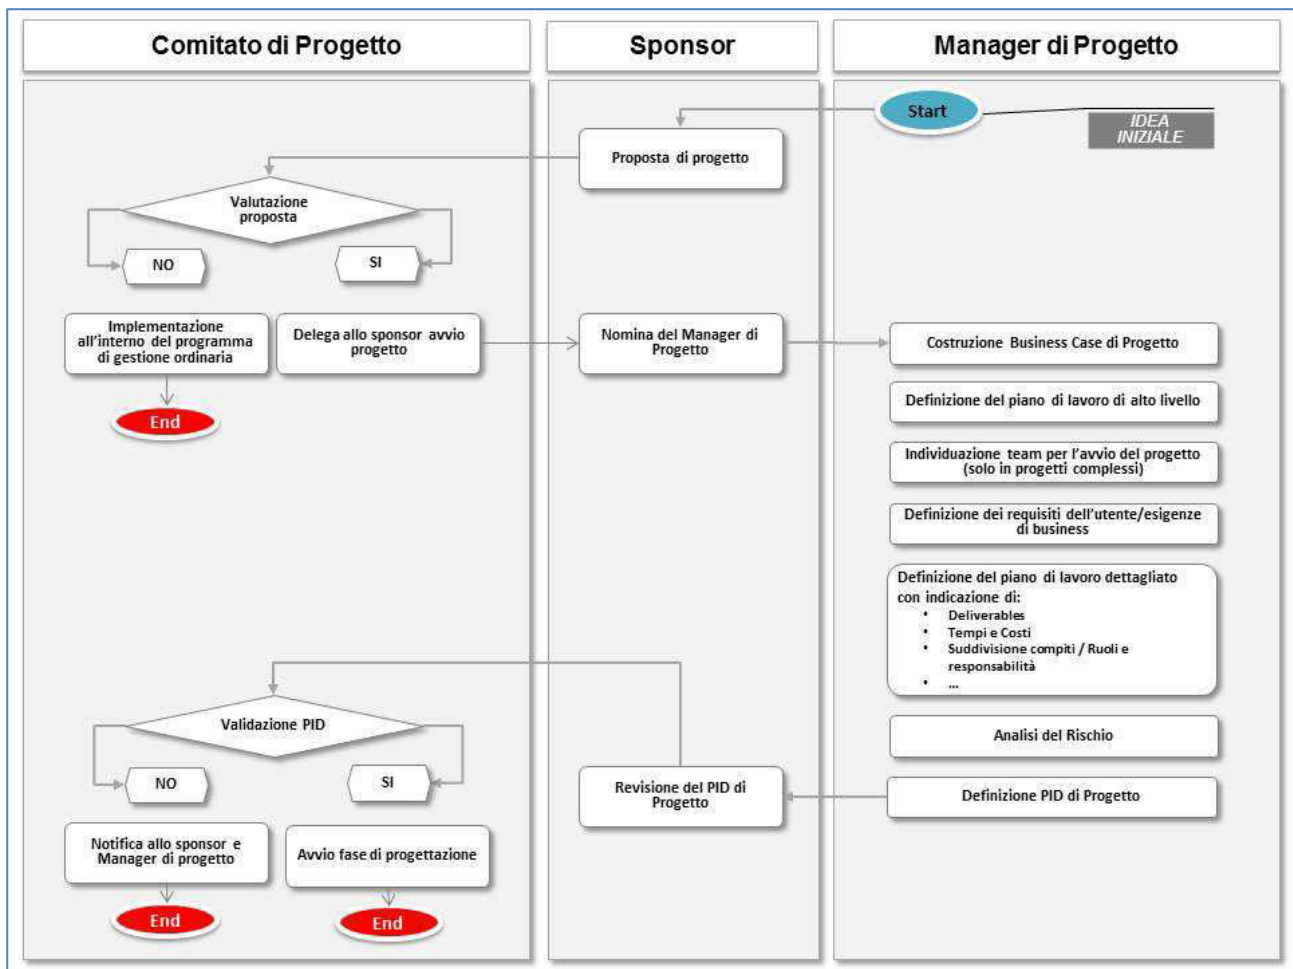 Comitato di Progetto
Sponsor
Manager di Progetto
Start
IDEA
INIZIALE
Proposta di progetto
Valutazione
proposta
NO
SI
Implementazione
all'interno del programma
di gestione ordinaria
Delega allo sponsor avvio
progetto
Nomina del Manager di
Progetto
Costruzione Business Case di Progetto
End
Definizione del piano di lavoro di alto livello
Individuazione team per l'avvio del progetto
(solo in progetti complessi)
Definizione dei requisiti dell'utente/esigenze
di business
Definizione del piano di lavoro dettagliato
con indicazione di:
• Deliverables
• Tempi e Costi
• Suddivisione compiti / Ruoli e
responsabilità
• ...
Validazione PID
Analisi del Rischio
NO
SI
Revisione del PID di
Progetto
Definizione PID di Progetto
Notifica allo sponsor e
Manager di progetto
Avvio fase di progettazione
End
End